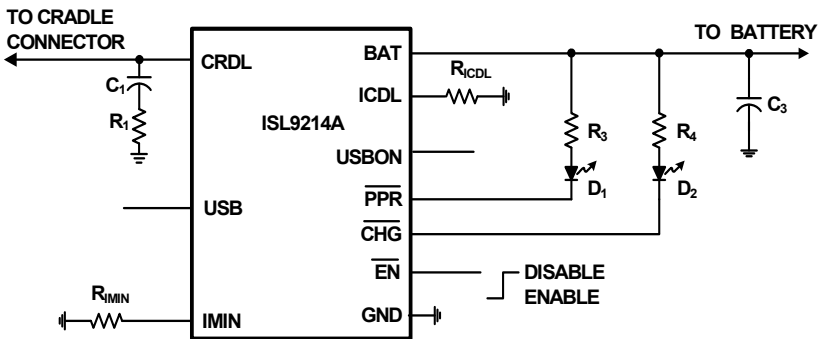 TO CRADLE
CONNECTOR
TO BATTERY
CRDL
BAT
C1
R1
ICDL
RICDL
ISL9214A
R3
R4
C3
USBON
D1
D2
USB
PPR
CHG
EN
DISABLE
ENABLE
RIMIN
IMIN
GND